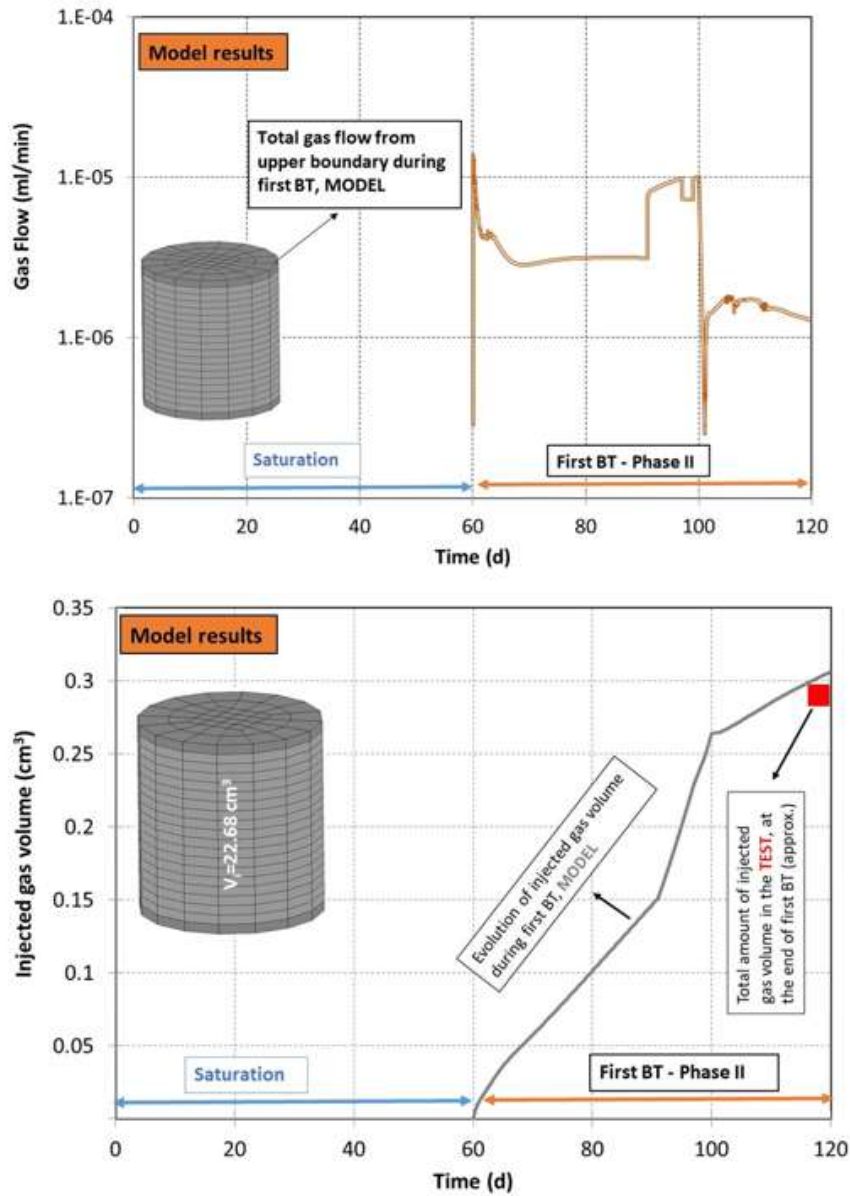 1.E-04
Model results
Total gas flow from
upper boundary during
first BT, MODEL
1.E-05
Gas Flow (ml/min)
1.E-06
Saturation
First BT - Phase II
1.E-07
0 20 40 60 80 100 120
Time (d)
0.35
Model results
0.3
0.25
0.2
0.15
0.1
0.05
Injected gas volume (cm³)
Vᵢ=22.68 cm³
Evolution of injected gas volume
during first BT, MODEL
Total amount of injected
gas volume in the TEST, at
the end of first BT (approx.)
Saturation
First BT - Phase II
0 20 40 60 80 100 120
Time (d)